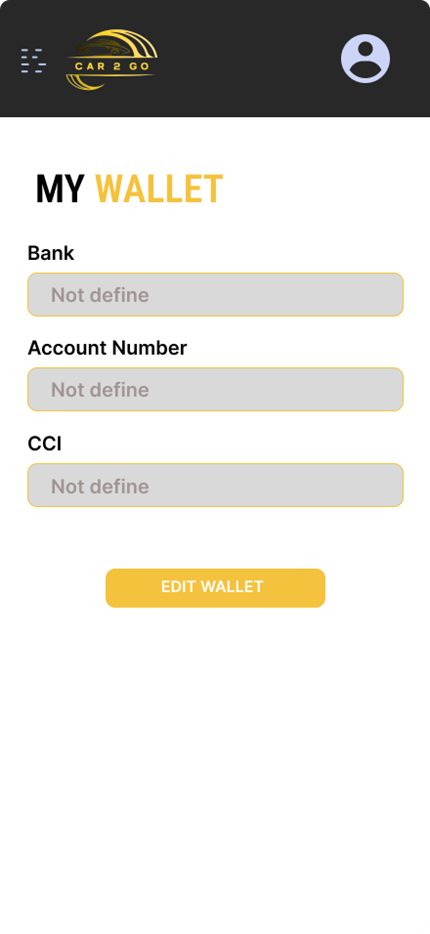 CAR 2 GO
MY WALLET
Bank
Not define
Account Number
Not define
CCI
Not define
EDIT WALLET